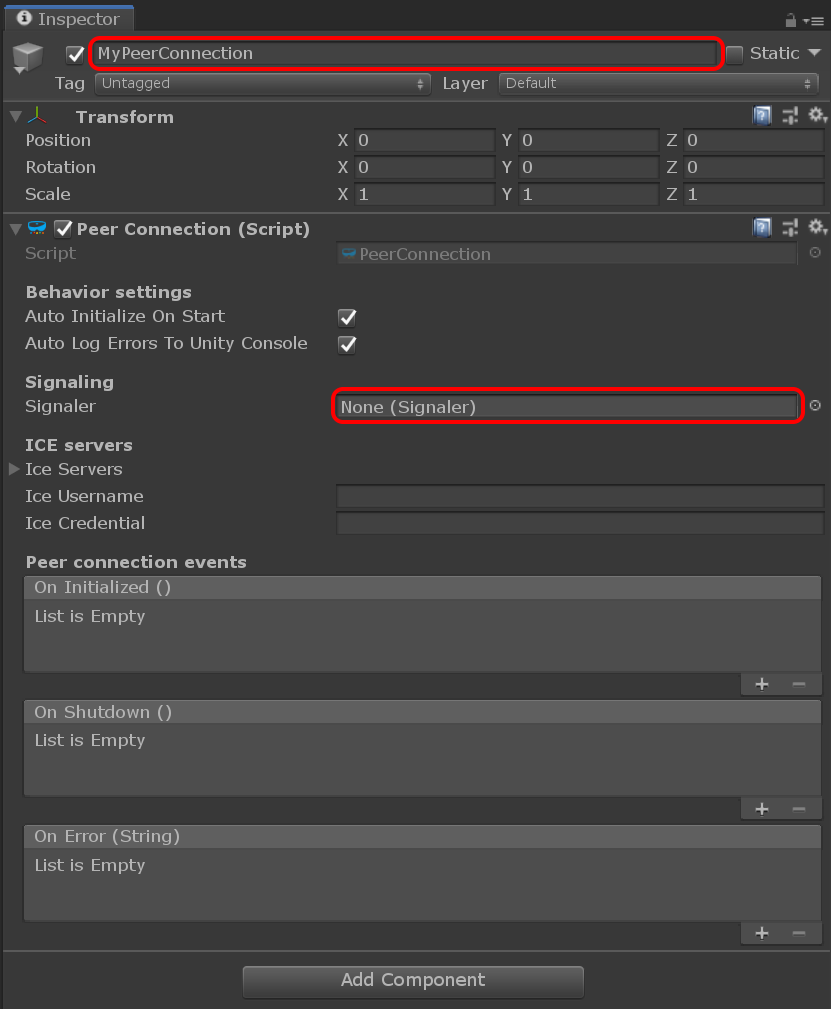 Inspector
MyPeerConnection Static
Tag Untagged Layer Default
Transform
Position X 0 Y 0 Z 0
Rotation X 0 Y 0 Z 0
Scale X 1 Y 1 Z 1
Peer Connection (Script)
Script PeerConnection
Behavior settings
Auto Initialize On Start
Auto Log Errors To Unity Console
Signaling
Signaler None (Signaler)
ICE servers
Ice Servers
Ice Username
Ice Credential
Peer connection events
On Initialized ()
List is Empty
On Shutdown ()
List is Empty
On Error (String)
List is Empty
Add Component